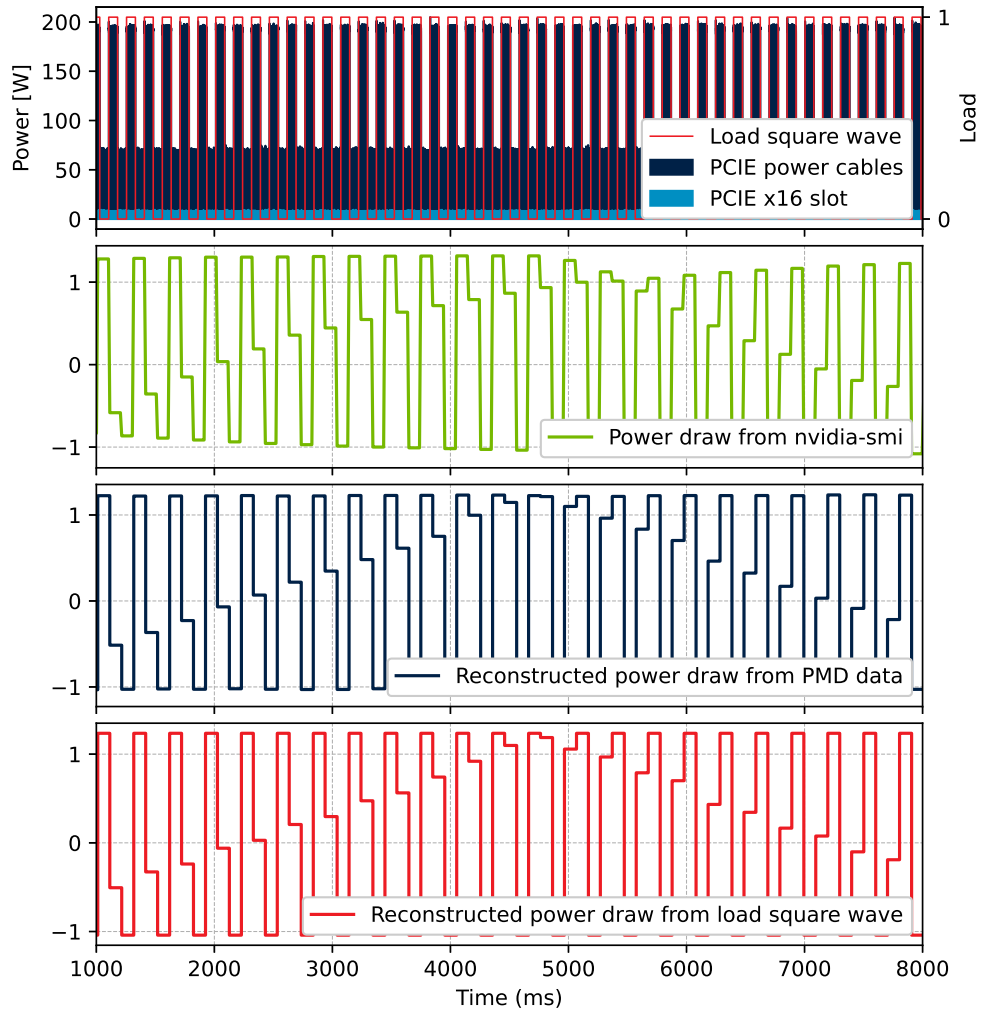 200
150
100
50
0
Power [W]
1
0
Load
Load square wave
PCIE power cables
PCIE x16 slot
1
0
−1
Power draw from nvidia-smi
1
0
−1
Reconstructed power draw from PMD data
1
0
−1
Reconstructed power draw from load square wave
1000 2000 3000 4000 5000 6000 7000 8000
Time (ms)